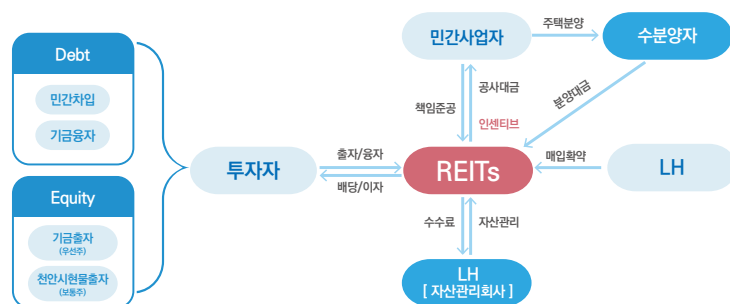 Debt
민간차입
기금융자
Equity
기금출자
(우선주)
천안시현물출자
(보통주)
투자자
출자/융자
배당/이자
민간사업자
주택분양
수분양자
책임준공
공사대금
인센티브
분양대금
REITs
매입확약
LH
수수료
자산관리
LH
[ 자산관리회사 ]